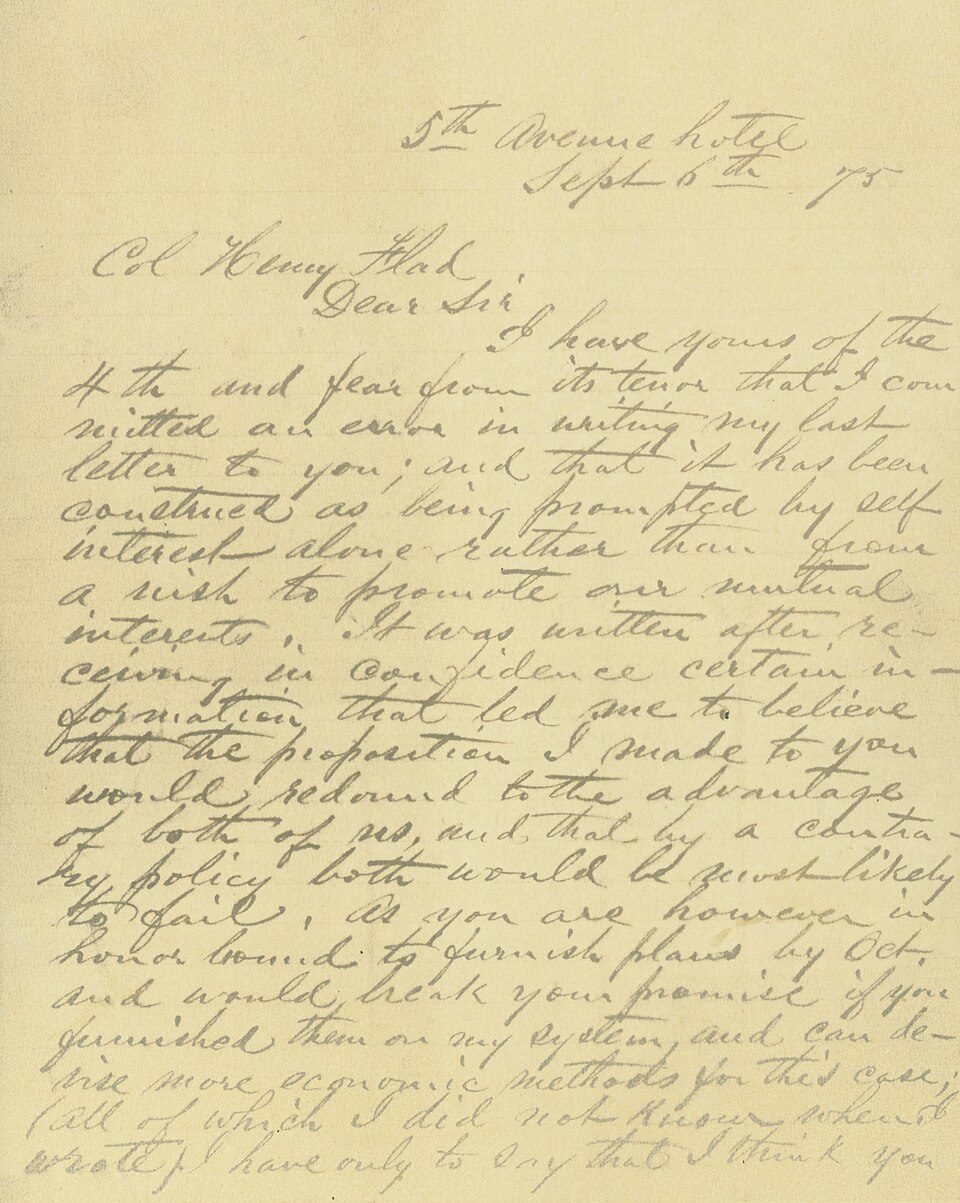 5th Avenue hotel
Sept 6th 75
Col Henry Flad
Dear Sir
I have yours of the
4th and fear from its tenor that I com
mitted an error in writing my last
letter to you; and that it has been
construed as being prompted by self
interest alone rather than from
a wish to promote our mutual
interests. It was written after re-
ceiving in confidence certain in-
formation that led me to believe
that the proposition I made to you
would redound to the advantage
of both of us, and that by a contra-
ry policy both would be most likely
to fail. As you are however in
honor bound to furnish plans by Oct.
and would break your promise if you
furnished them on my system, and can de-
vise more economic methods for this case;
(all of which I did not know when I
wrote) I have only to say that I think you